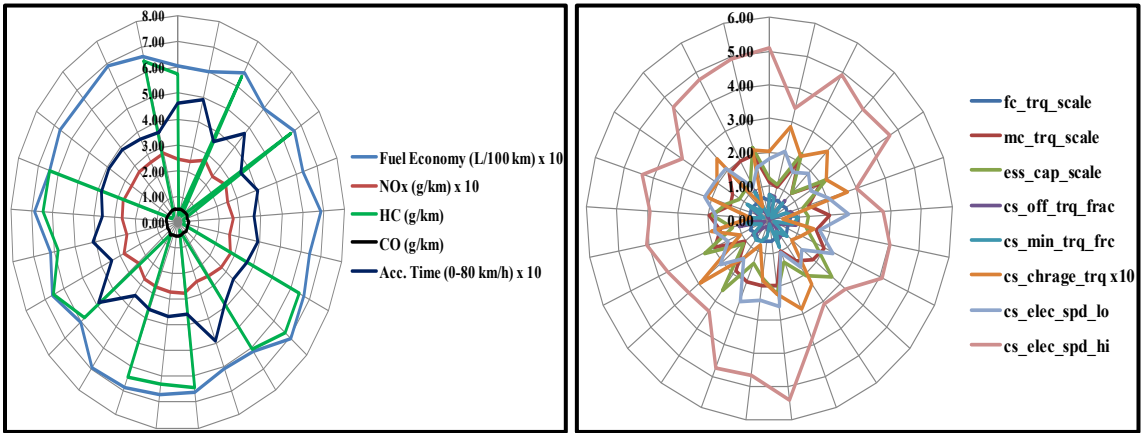 8.00
7.00
6.00
5.00
4.00
3.00
2.00
1.00
0.00
Fuel Economy (L/100 km) x 10
NOx (g/km) x 10
HC (g/km)
CO (g/km)
Acc. Time (0-80 km/h) x 10
6.00
5.00
4.00
3.00
2.00
1.00
0.00
fc_trq_scale
mc_trq_scale
ess_cap_scale
cs_off_trq_frac
cs_min_trq_frc
cs_chrage_trq x10
cs_elec_spd_lo
cs_elec_spd_hi